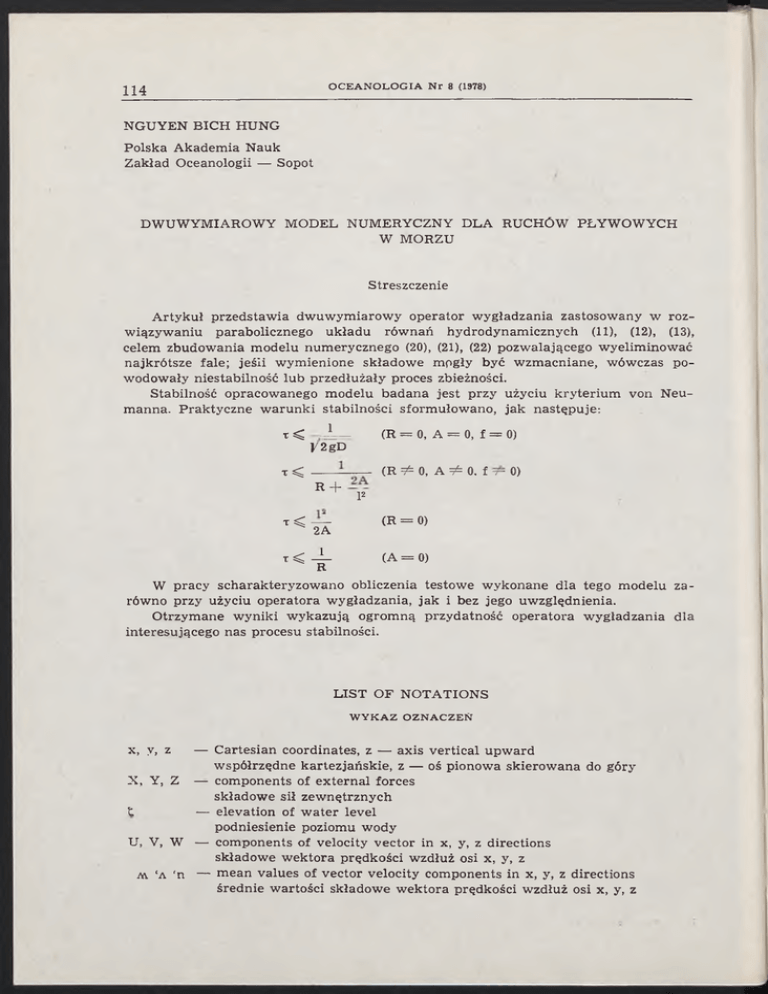 114
OCEANOLOGIA Nr 8 (1978)
NGUYEN BICH HUNG
Polska Akademia Nauk
Zakład Oceanologii — Sopot
DWUWYMIAROWY MODEL NUMERYCZNY DLA RUCHÓW PŁYWOWYCH
W MORZU
Streszczenie
Artykuł przedstawia dwuwymiarowy operator wygładzania zastosowany w roz-
wiązywaniu parabolicznego układu równań hydrodynamicznych (11), (12), (13),
celem zbudowania modelu numerycznego (20), (21), (22) pozwalającego wyeliminować
najkrótsze fale; jeśli wymienione składowe mogły być wzmacniane, wówczas po-
wodowały niestabilność lub przedłużały proces zbieżności.
Stabilność opracowanego modelu badana jest przy użyciu kryterium von Neu-
manna. Praktyczne warunki stabilności sformułowano, jak następuje:
τ ⩽ 1 / √2gD (R = 0, A = 0, f = 0)
τ ⩽ 1 / (R + 2A / l²) (R ≠ 0, A ≠ 0. f ≠ 0)
τ ⩽ l² / 2A (R = 0)
τ ⩽ 1 / R (A = 0)
W pracy scharakteryzowano obliczenia testowe wykonane dla tego modelu za-
równo przy użyciu operatora wygładzania, jak i bez jego uwzględnienia.
Otrzymane wyniki wykazują ogromną przydatność operatora wygładzania dla
interesującego nas procesu stabilności.
LIST OF NOTATIONS
WYKAZ OZNACZEŃ
x, y, z — Cartesian coordinates, z — axis vertical upward
współrzędne kartezjańskie, z — oś pionowa skierowana do góry
X, Y, Z — components of external forces
składowe sił zewnętrznych
ζ — elevation of water level
podniesienie poziomu wody
U, V, W — components of velocity vector in x, y, z directions
składowe wektora prędkości wzdłuż osi x, y, z
— mean values of vector velocity components in x, y, z directions
średnie wartości składowe wektora prędkości wzdłuż osi x, y, z